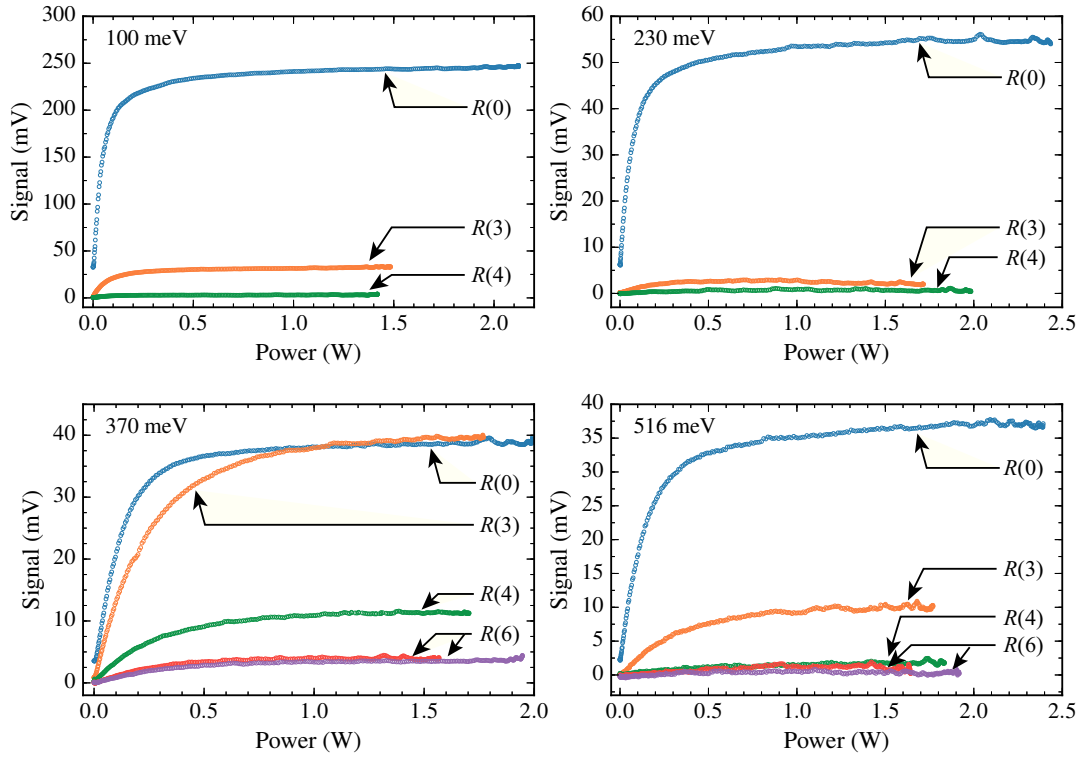 100 meV
300
250
200
150
100
50
0
Signal (mV)
R(0)
R(3)
R(4)
0.0 0.5 1.0 1.5 2.0
Power (W)
230 meV
60
50
40
30
20
10
0
Signal (mV)
R(0)
R(3)
R(4)
0.0 0.5 1.0 1.5 2.0 2.5
Power (W)
370 meV
40
30
20
10
0
Signal (mV)
R(0)
R(3)
R(4)
R(6)
0.0 0.5 1.0 1.5 2.0
Power (W)
516 meV
40
35
30
25
20
15
10
5
0
Signal (mV)
R(0)
R(3)
R(4)
R(6)
0.0 0.5 1.0 1.5 2.0 2.5
Power (W)